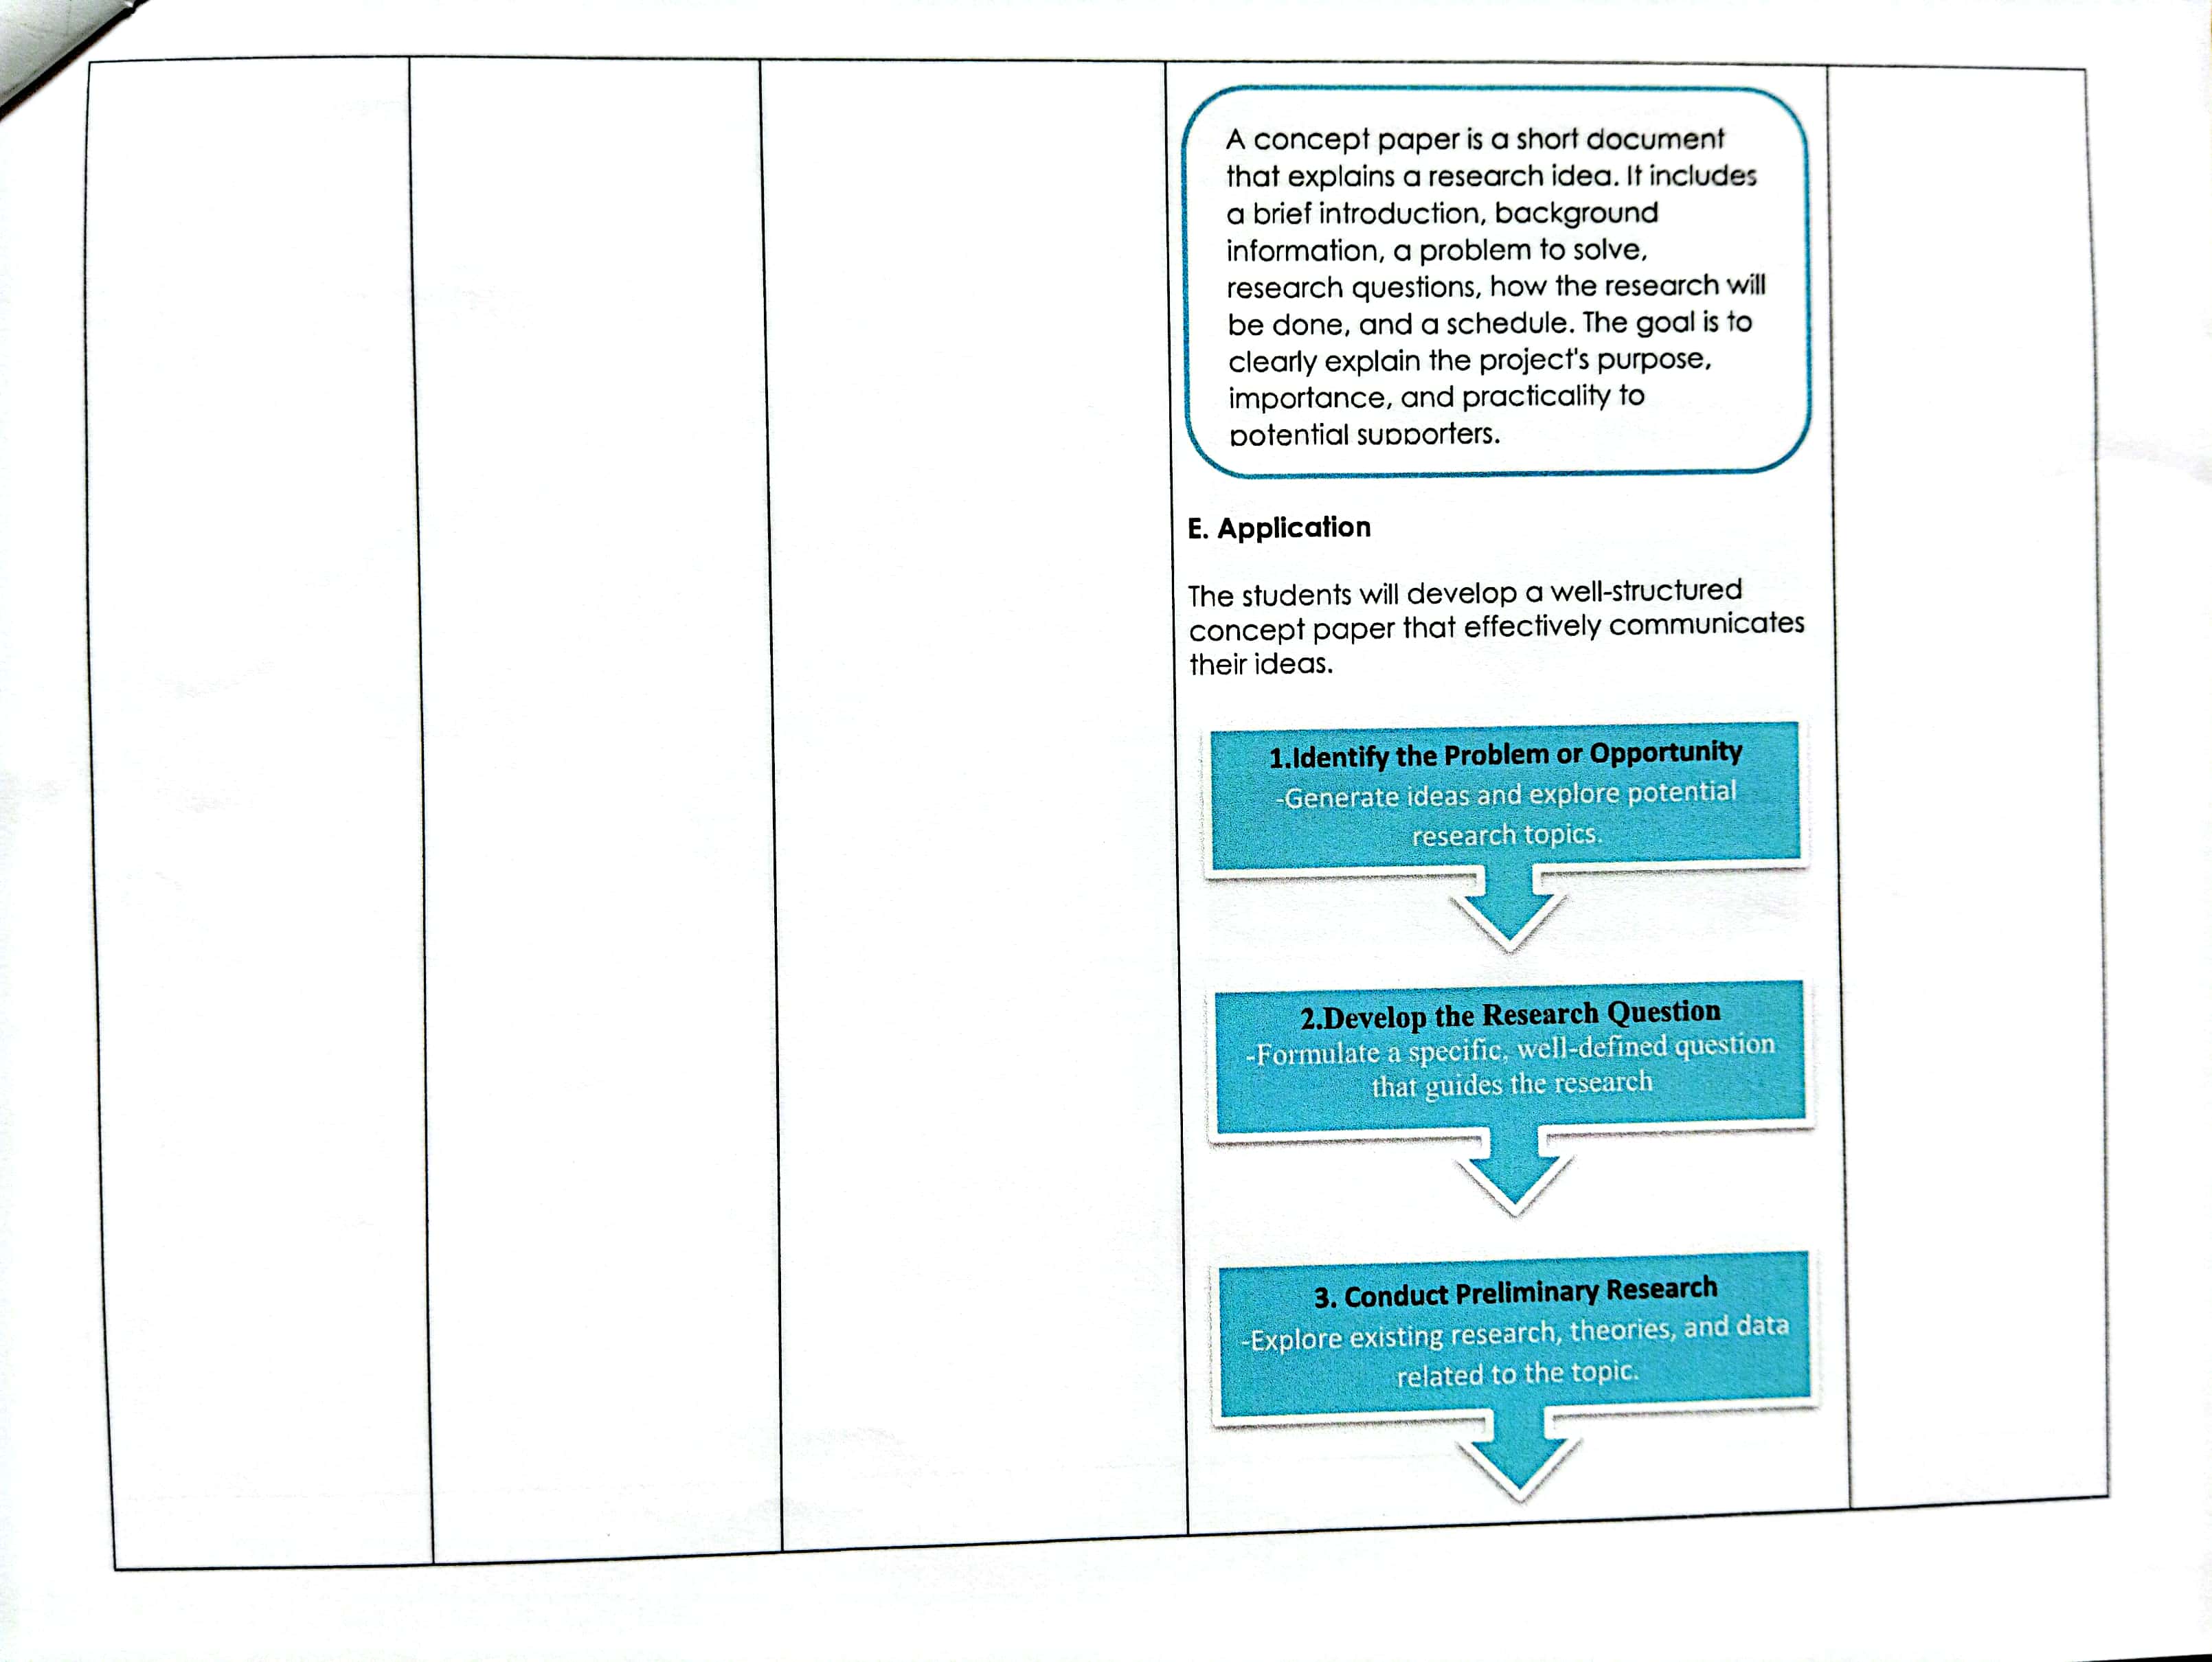 A concept paper is a short document
that explains a research idea. It includes
a brief introduction, background
information, a problem to solve,
research questions, how the research will
be done, and a schedule. The goal is to
clearly explain the project's purpose,
importance, and practicality to
potential supporters.
E. Application
The students will develop a well-structured
concept paper that effectively communicates
their ideas.
1.Identify the Problem or Opportunity
-Generate ideas and explore potential
research topics.
2.Develop the Research Question
-Formulate a specific, well-defined question
that guides the research
3. Conduct Preliminary Research
-Explore existing research, theories, and data
related to the topic.